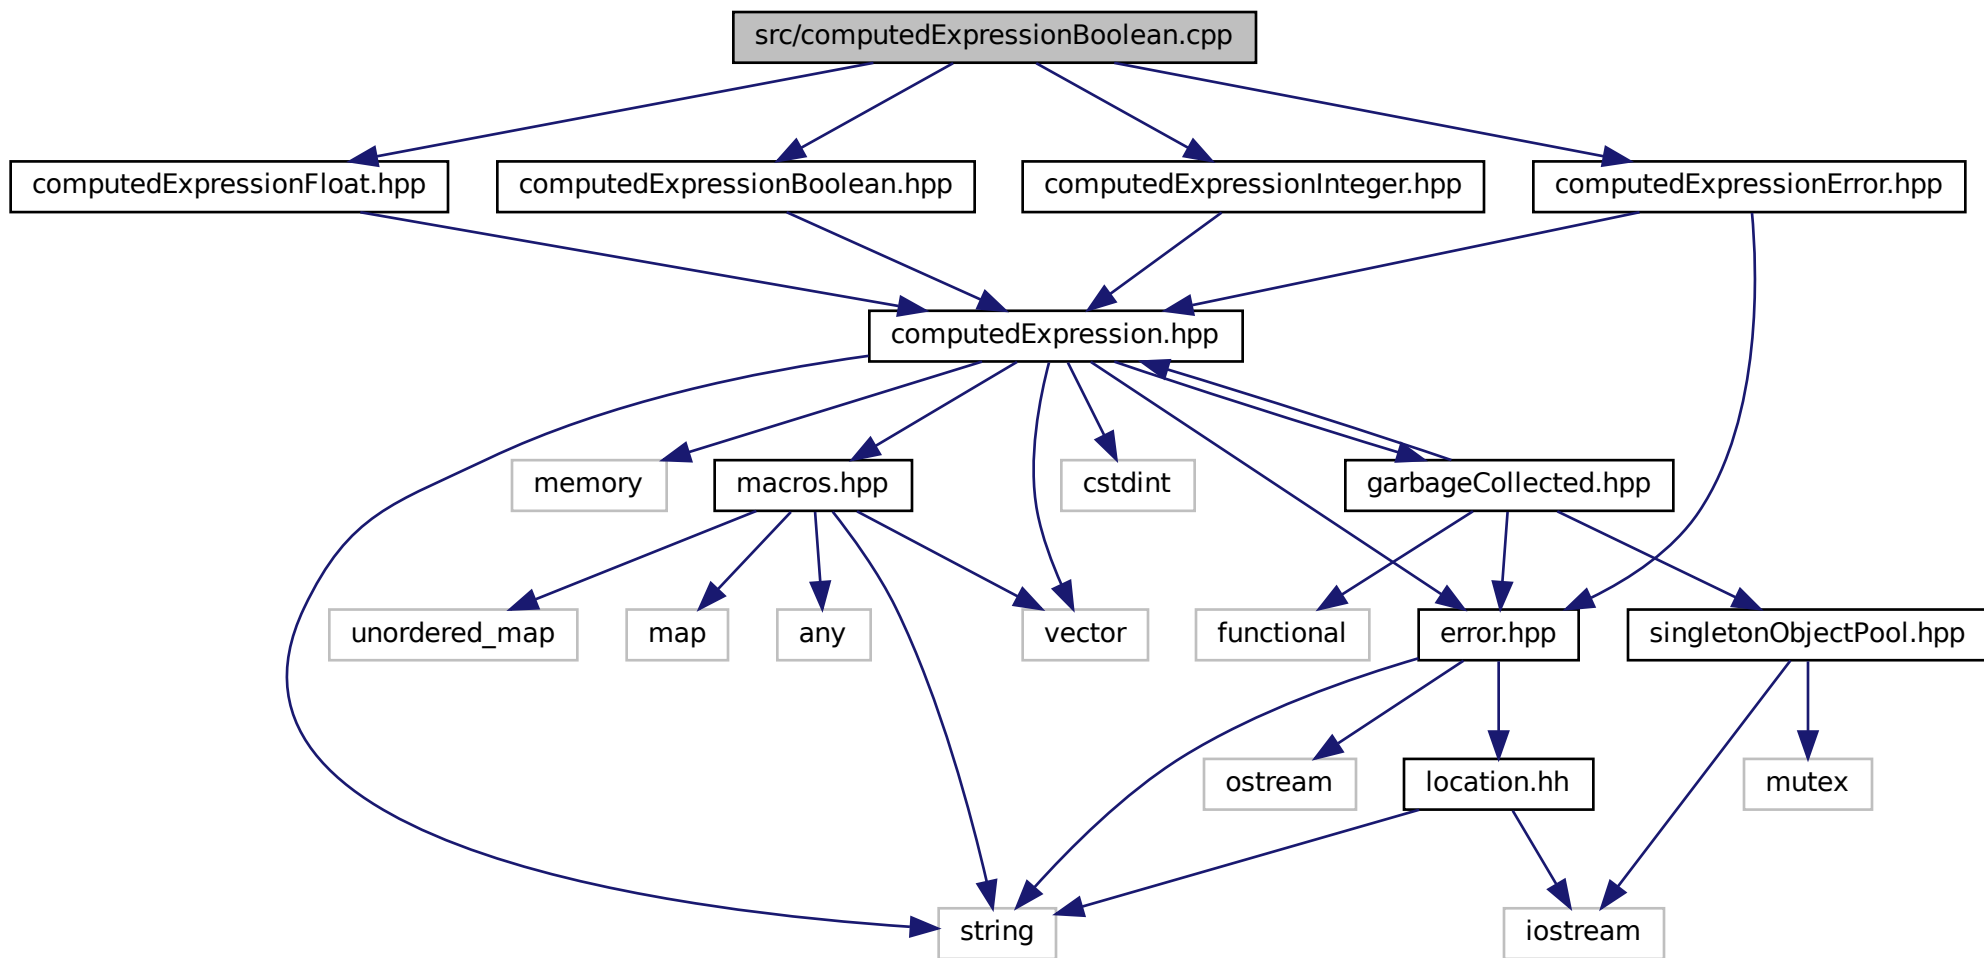 src/computedExpressionBoolean.cpp
computedExpressionFloat.hpp
computedExpressionBoolean.hpp
computedExpressionInteger.hpp
computedExpressionError.hpp
computedExpression.hpp
memory
macros.hpp
cstdint
garbageCollected.hpp
unordered_map
map
any
vector
functional
error.hpp
singletonObjectPool.hpp
ostream
location.hh
mutex
string
iostream